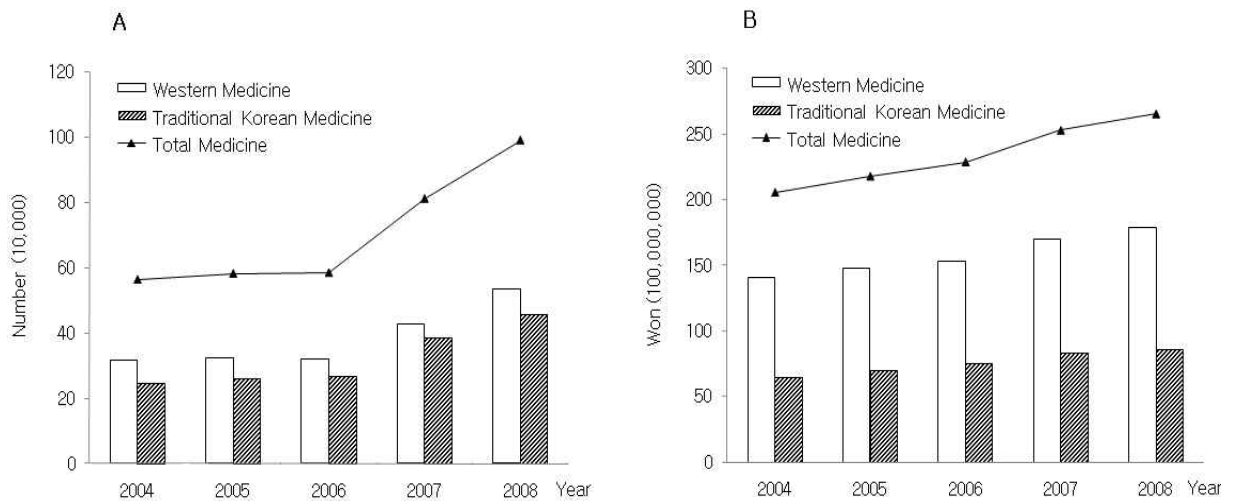 A
120
100
80
60
40
20
0
Number (10,000)
Western Medicine
Traditional Korean Medicine
Total Medicine
2004 2005 2006 2007 2008 Year
B
300
250
200
150
100
50
0
Won (100,000,000)
Western Medicine
Traditional Korean Medicine
Total Medicine
2004 2005 2006 2007 2008 Year